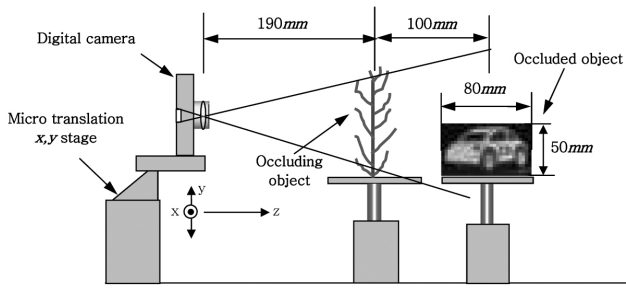 190mm
100mm
Digital camera
Occluded object
80mm
Micro translation
x,y stage
50mm
Occluding
object
y
x
z